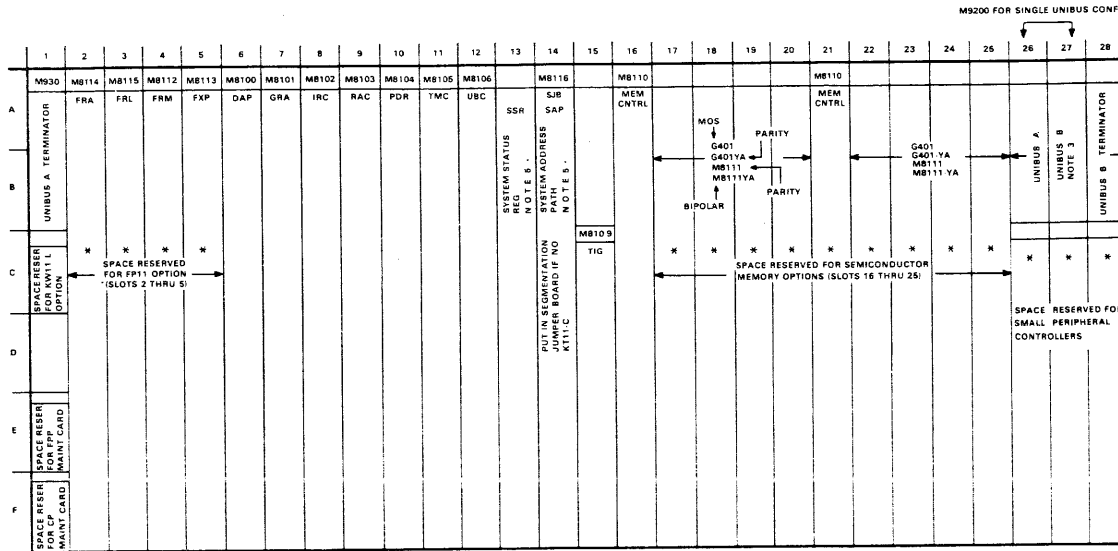 M9200 FOR SINGLE UNIBUS CONF
1 2 3 4 5 6 7 8 9 10 11 12 13 14 15 16 17 18 19 20 21 22 23 24 25 26 27 28
M930 M8114 M8115 M8112 M8113 M8100 M8101 M8102 M8103 M8104 M8105 M8106 M8116 M8110 M8110
A
UNIBUS A TERMINATOR
FRA FRL FRM FXP DAP GRA IRC RAC PDR TMC UBC
SSR
SJB
SAP
MEM
CNTRL
MEM
CNTRL
MOS
PARITY
G401
G401YA
M8111
M8111YA
PARITY
BIPOLAR
G401
G401-YA
M8111
M8111-YA
UNIBUS A
UNIBUS B
NOTE 3
UNIBUS B TERMINATOR
B
SYSTEM STATUS
REG NOTE 5.
SYSTEM ADDRESS
PATH
NOTE 5.
M8109
TIG
C
SPACE RESER
FOR KW11 L
OPTION
* * * *
SPACE RESERVED
FOR FP11 OPTION
*(SLOTS 2 THRU 5)
* * * * * * * * *
SPACE RESERVED FOR SEMICONDUCTOR
MEMORY OPTIONS (SLOTS 16 THRU 25)
* * *
PUT IN SEGMENTATION
JUMPER BOARD IF NO
KT11-C
SPACE RESERVED FO
SMALL PERIPHERAL
CONTROLLERS
D
E
SPACE RESER
FOR FPP
MAINT CARD
F
SPACE RESER
FOR CP
MAINT CARD